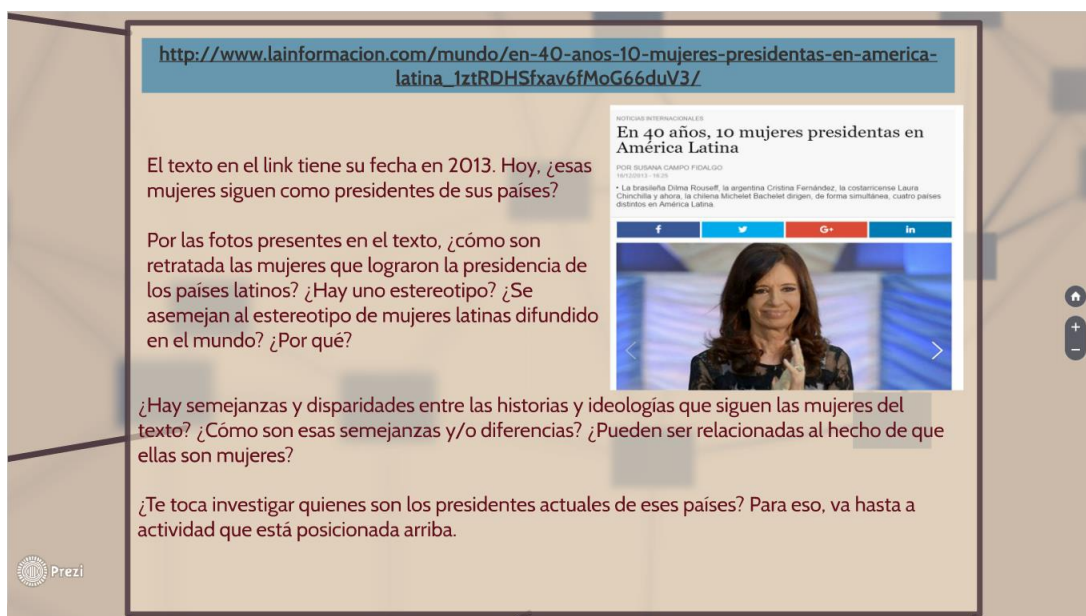 http://www.lainformacion.com/mundo/en-40-anos-10-mujeres-presidentas-en-america-
latina_1ztRDHSfxav6fMoG66duV3/
El texto en el link tiene su fecha en 2013. Hoy, ¿esas
mujeres siguen como presidentes de sus países?
Por las fotos presentes en el texto, ¿cómo son
retratada las mujeres que lograron la presidencia de
los países latinos? ¿Hay uno estereotipo? ¿Se
asemejan al estereotipo de mujeres latinas difundido
en el mundo? ¿Por qué?
NOTICIAS INTERNACIONALES
En 40 años, 10 mujeres presidentas en
América Latina
POR SUSANA CAMPO FIDALGO
16/12/2013 - 16:25
• La brasileña Dilma Rouseff, la argentina Cristina Fernández, la costarricense Laura
Chinchilla y ahora, la chilena Michelet Bachelet dirigen, de forma simultánea, cuatro países
distintos en América Latina.
f G+ in
¿Hay semejanzas y disparidades entre las historias y ideologías que siguen las mujeres del
texto? ¿Cómo son esas semejanzas y/o diferencias? ¿Pueden ser relacionadas al hecho de que
ellas son mujeres?
¿Te toca investigar quienes son los presidentes actuales de eses países? Para eso, va hasta a
actividad que está posicionada arriba.
Prezi